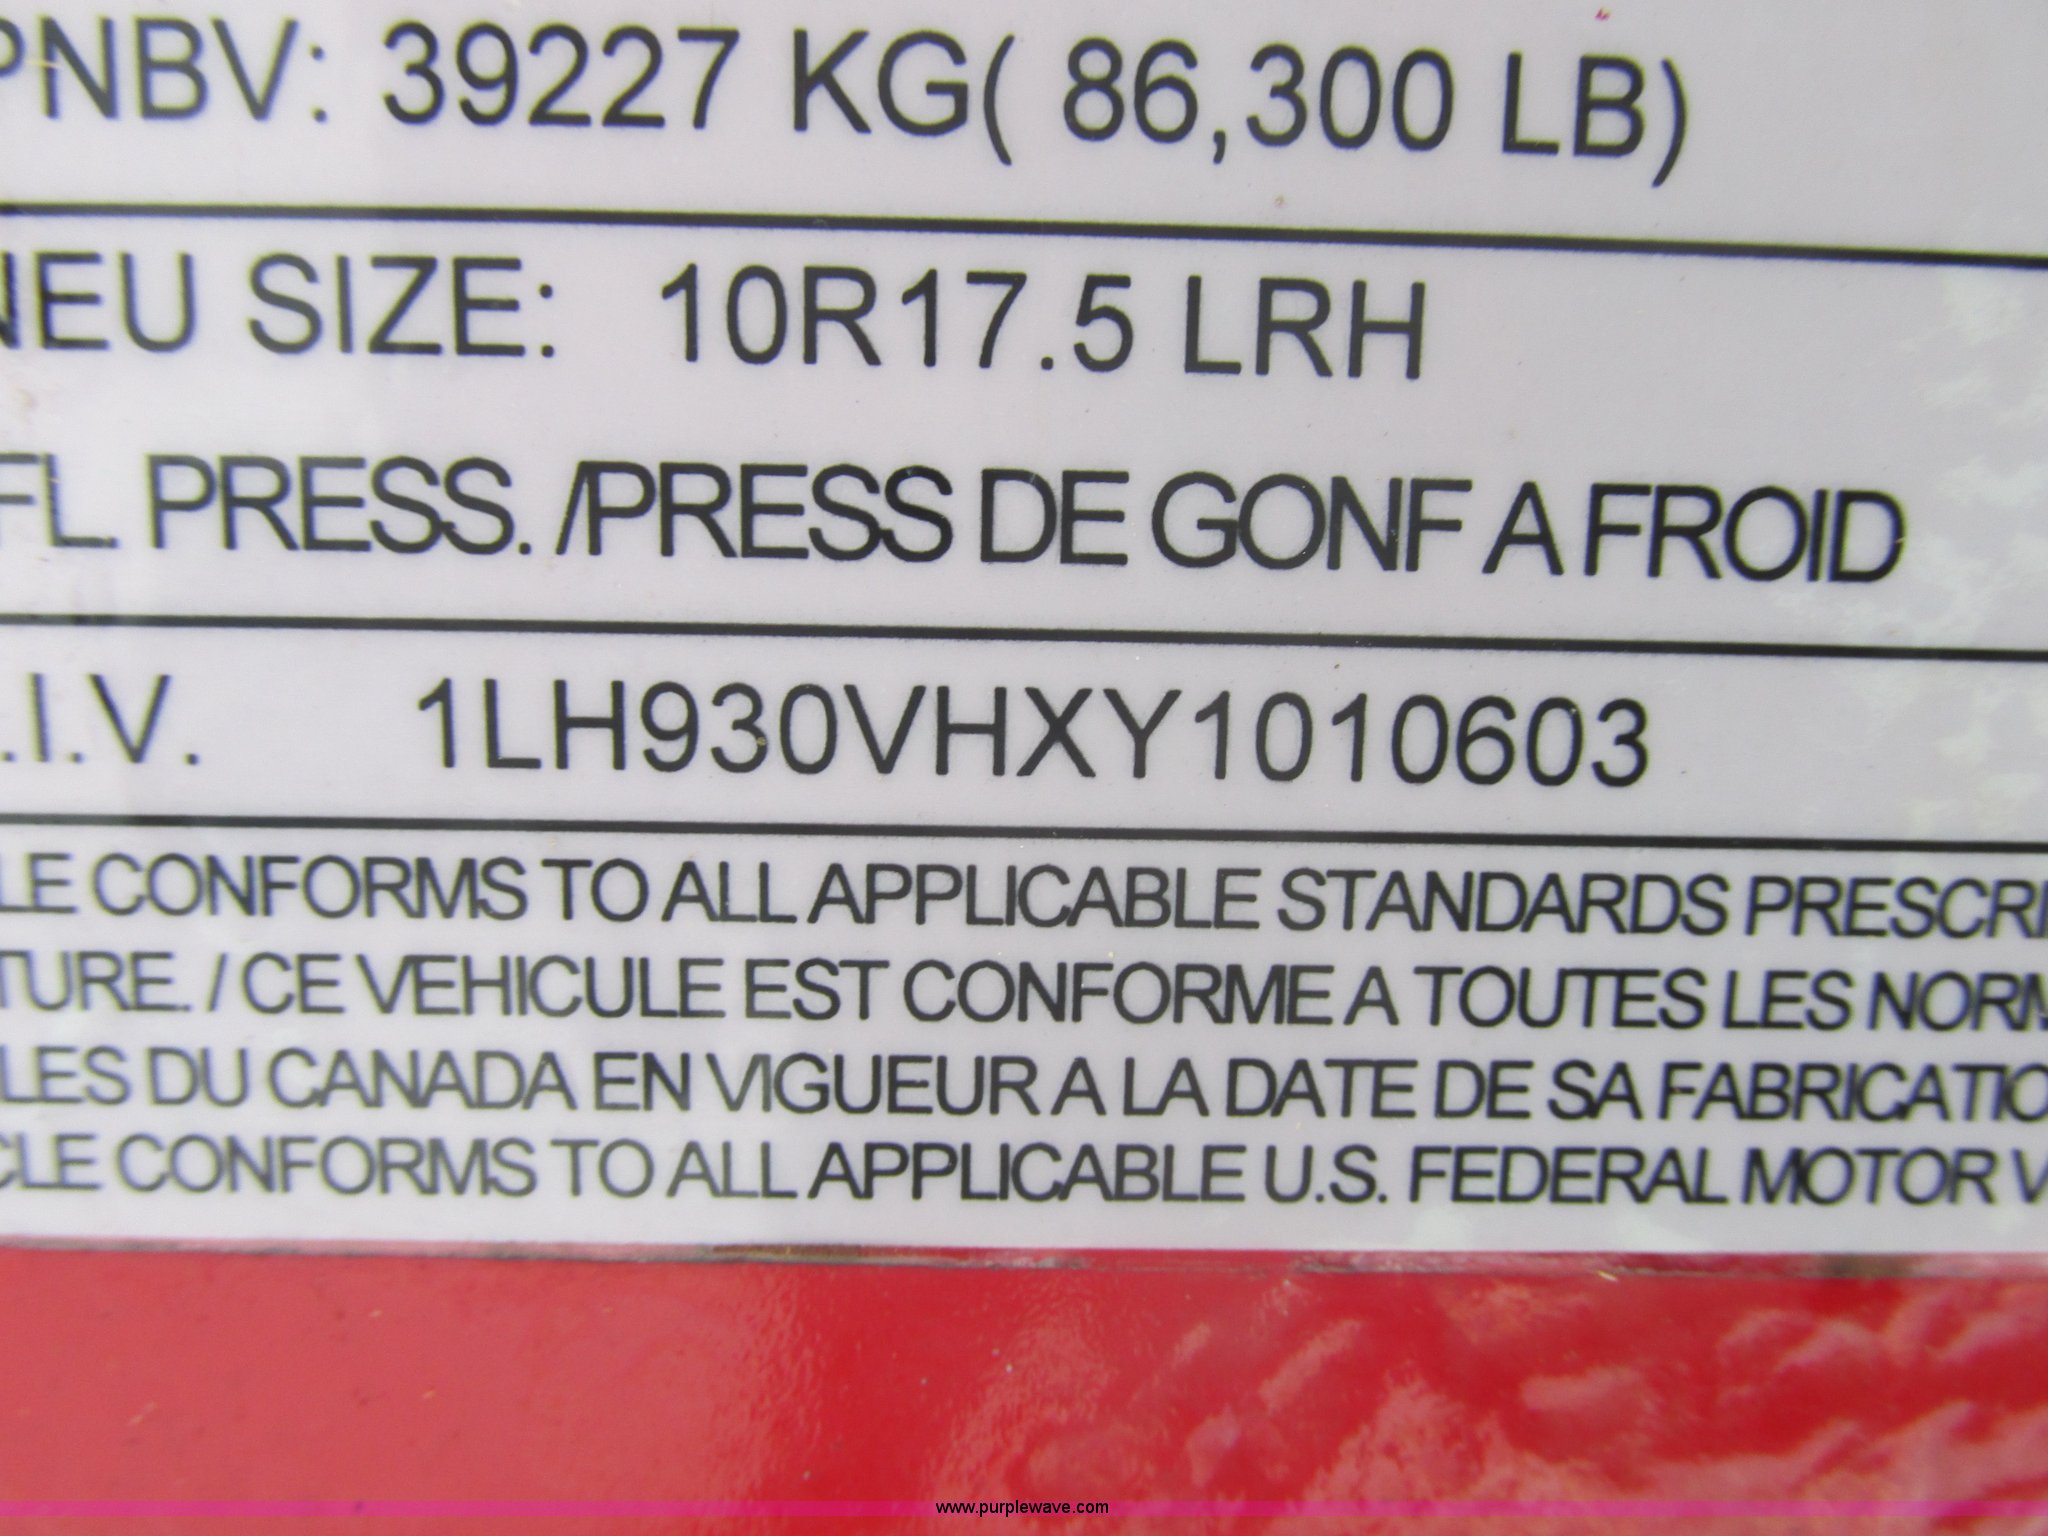 PNBV: 39227 KG( 86,300 LB)
NEU SIZE: 10R17.5 LRH
FL. PRESS. /PRESS DE GONF A FROID
.I.V. 1LH930VHXY1010603
LE CONFORMS TO ALL APPLICABLE STANDARDS PRESCRI
TURE. / CE VEHICULE EST CONFORME A TOUTES LES NORM
LES DU CANADA EN VIGUEUR A LA DATE DE SA FABRICATIO
CLE CONFORMS TO ALL APPLICABLE U.S. FEDERAL MOTOR V
www.purplewave.com